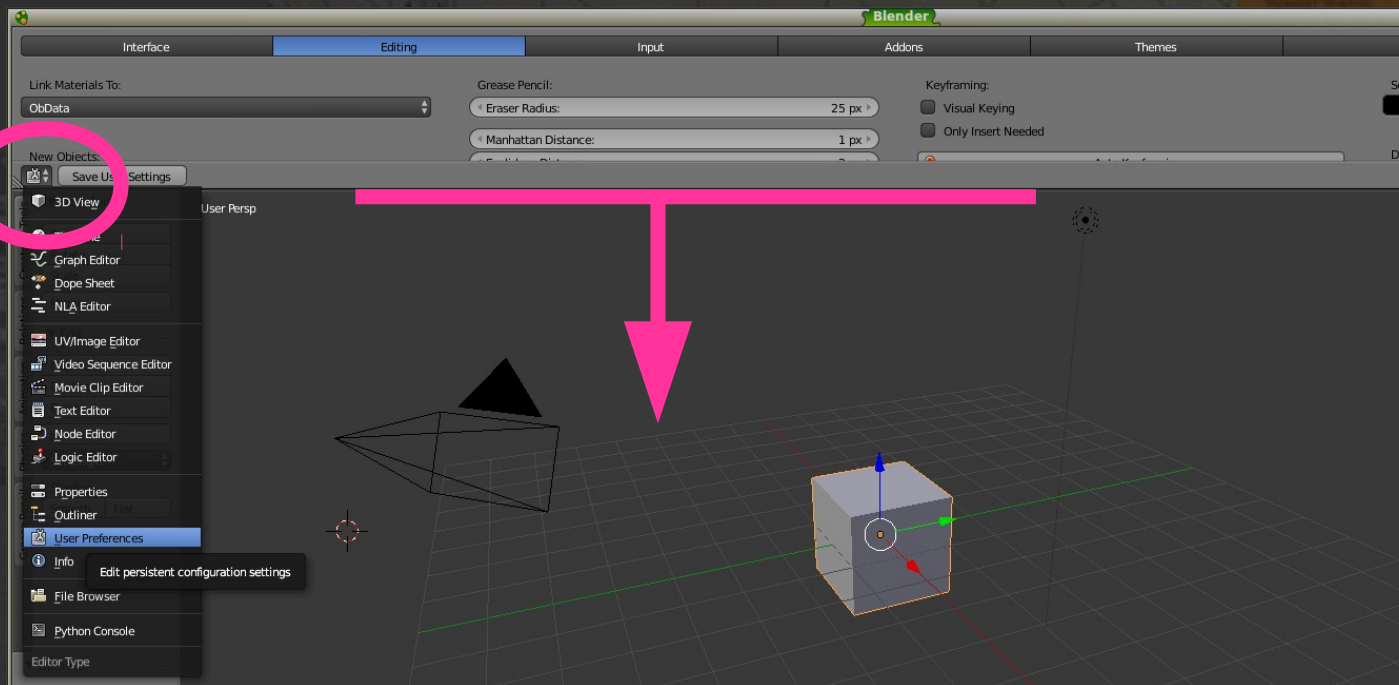 Blender
Interface Editing Input Addons Themes
Link Materials To: Grease Pencil: Keyframing:
ObData Eraser Radius: 25 px Visual Keying
Manhattan Distance: 1 px Only Insert Needed
New Objects:
Save Settings
3D View
User Persp
Graph Editor
Dope Sheet
NLA Editor
UV/Image Editor
Video Sequence Editor
Movie Clip Editor
Text Editor
Node Editor
Logic Editor
Properties
Flat
Outliner
User Preferences
Info
Edit persistent configuration settings
File Browser
Python Console
Editor Type